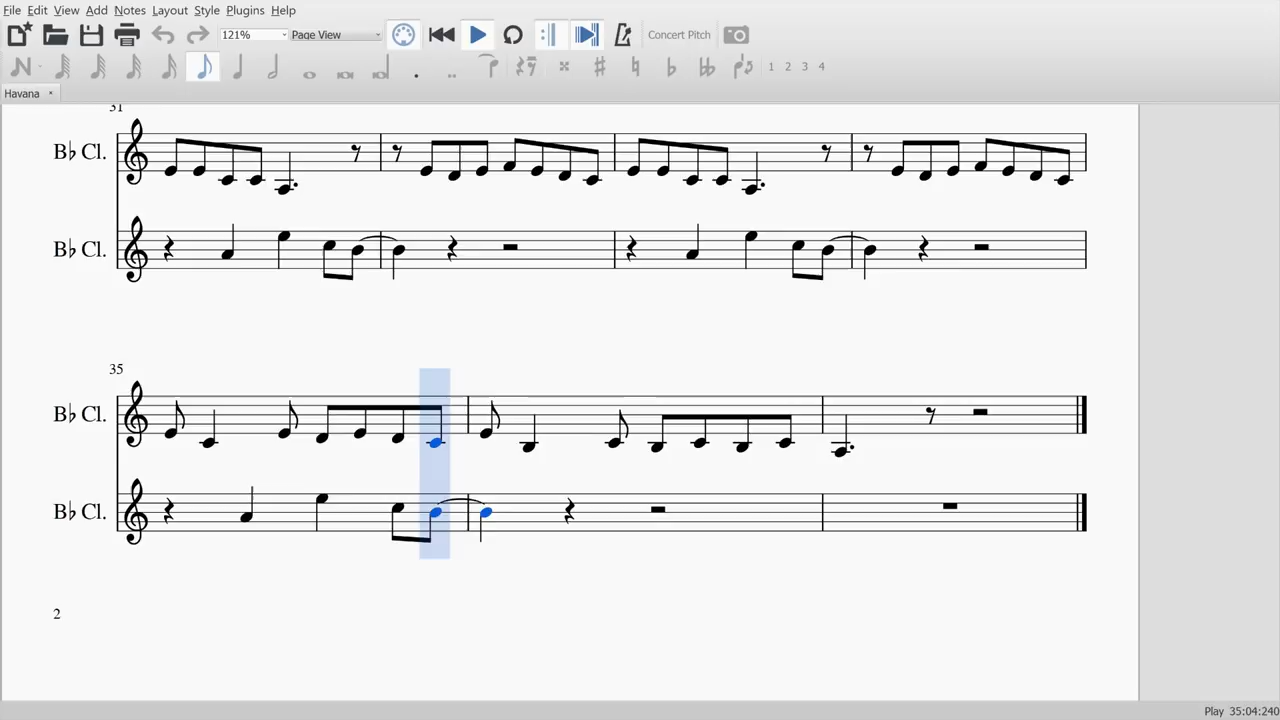 File Edit View Add Notes Layout Style Plugins Help
121% Page View Concert Pitch
1 2 3 4
Havana
31
B♭ Cl.
B♭ Cl.
35
B♭ Cl.
B♭ Cl.
2
Play 35:04:240